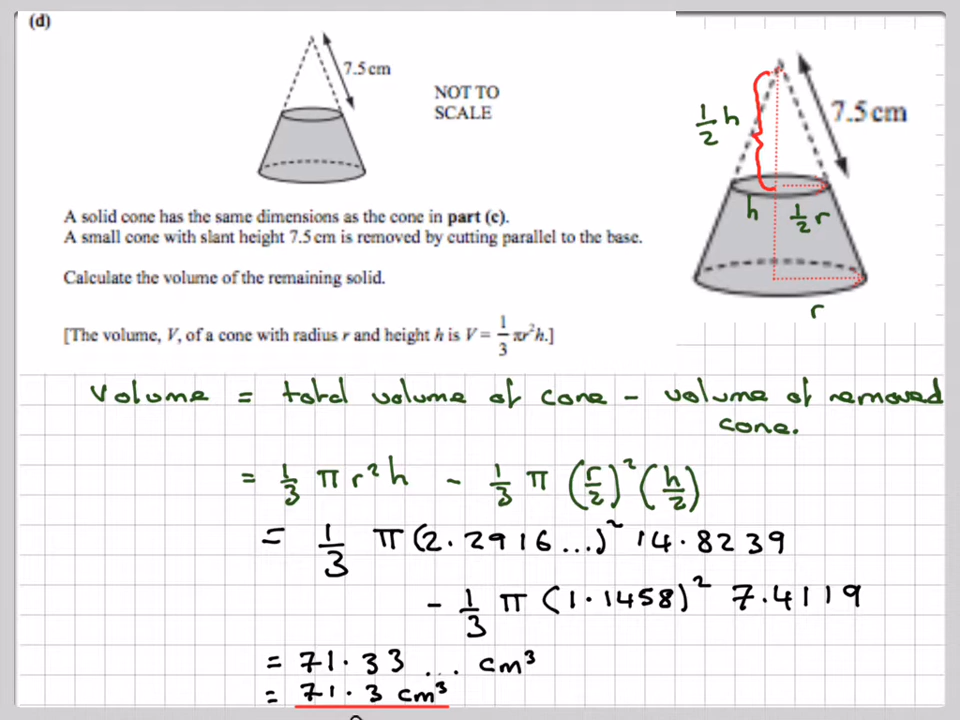 (d)
7.5 cm
NOT TO
SCALE
½ h
7.5 cm
h
½ r
r
A solid cone has the same dimensions as the cone in part (c).
A small cone with slant height 7.5 cm is removed by cutting parallel to the base.
Calculate the volume of the remaining solid.
[The volume, V, of a cone with radius r and height h is V = 1/3 πr²h.]
Volume = total volume of cone - volume of removed
cone.
= 1/3 π r² h - 1/3 π (r/2)² (h/2)
= 1/3 π (2.2916...)² 14.8239
- 1/3 π (1.1458)² 7.4119
= 71.33 ... cm³
= 71.3 cm³